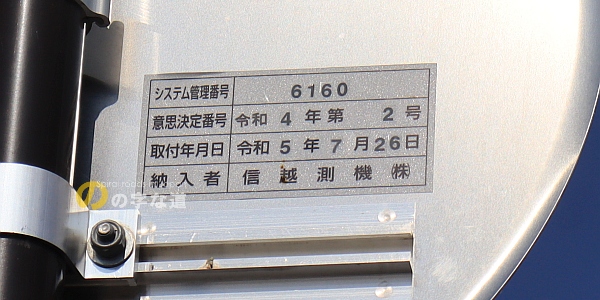 システム管理番号 6160
意思決定番号 令和 4 年 第 2 号
取付年月日 令和 5 年 7 月 26 日
納入者 信越測機㈱
の字な道